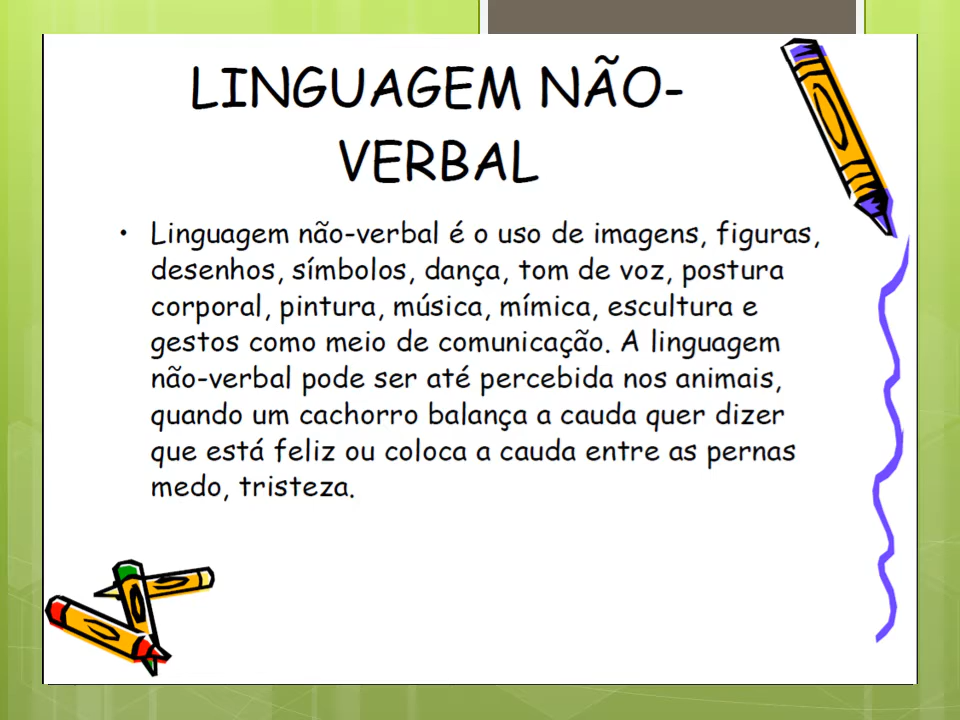 LINGUAGEM NÃO-
VERBAL
• Linguagem não-verbal é o uso de imagens, figuras,
desenhos, símbolos, dança, tom de voz, postura
corporal, pintura, música, mímica, escultura e
gestos como meio de comunicação. A linguagem
não-verbal pode ser até percebida nos animais,
quando um cachorro balança a cauda quer dizer
que está feliz ou coloca a cauda entre as pernas
medo, tristeza.